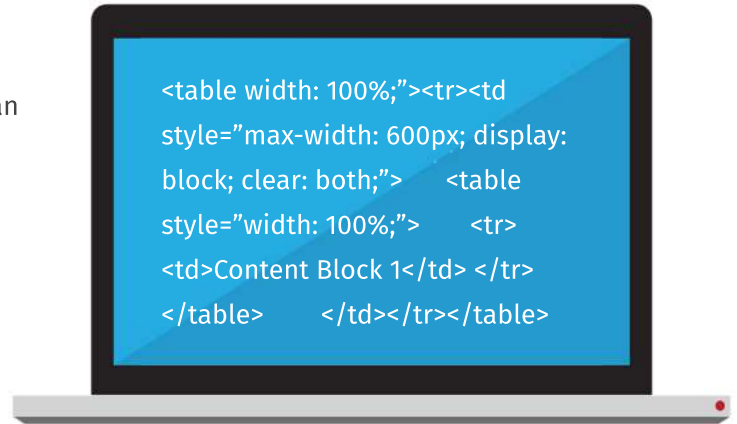 an
<table width: 100%;”><tr><td
style=”max-width: 600px; display:
block; clear: both;”> <table
style=”width: 100%;”> <tr>
<td>Content Block 1</td> </tr>
</table> </td></tr></table>